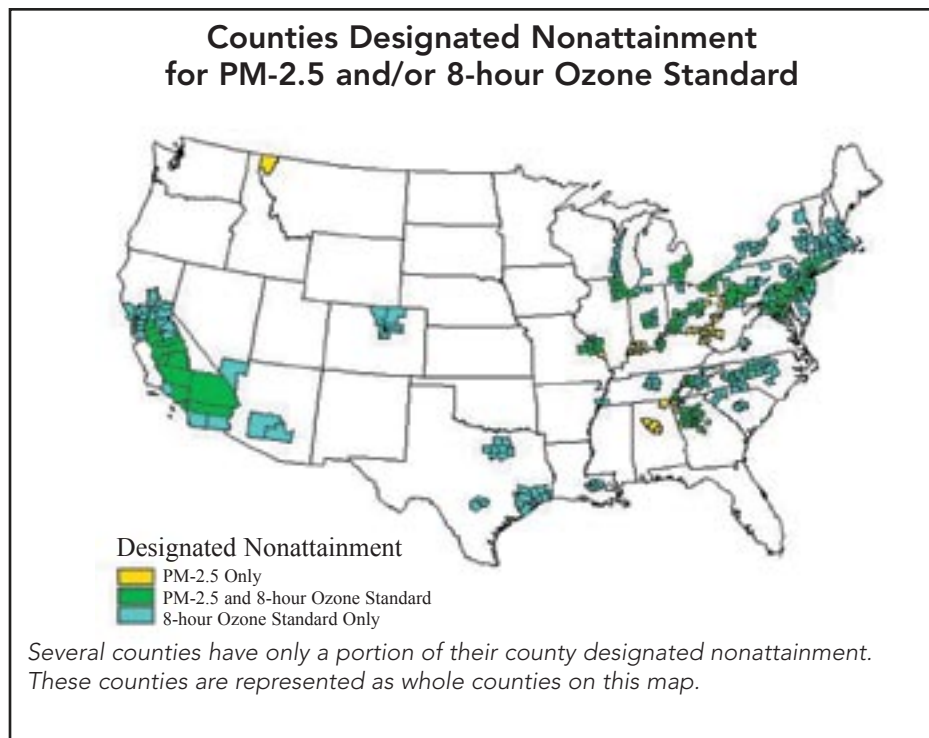 Counties Designated Nonattainment
for PM-2.5 and/or 8-hour Ozone Standard
Designated Nonattainment
PM-2.5 Only
PM-2.5 and 8-hour Ozone Standard
8-hour Ozone Standard Only
Several counties have only a portion of their county designated nonattainment.
These counties are represented as whole counties on this map.